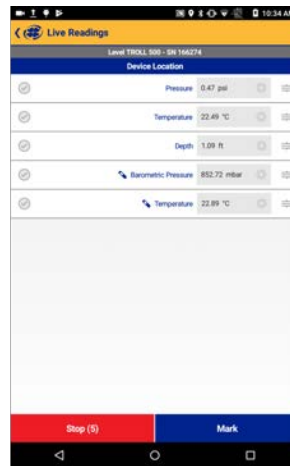 10:34 AM
Live Readings
Level TROLL 500 - SN 166274
Device Location
Pressure 0.47 psi
Temperature 22.49 °C
Depth 1.09 ft
Barometric Pressure 852.72 mbar
Temperature 22.89 °C
Stop (5) Mark